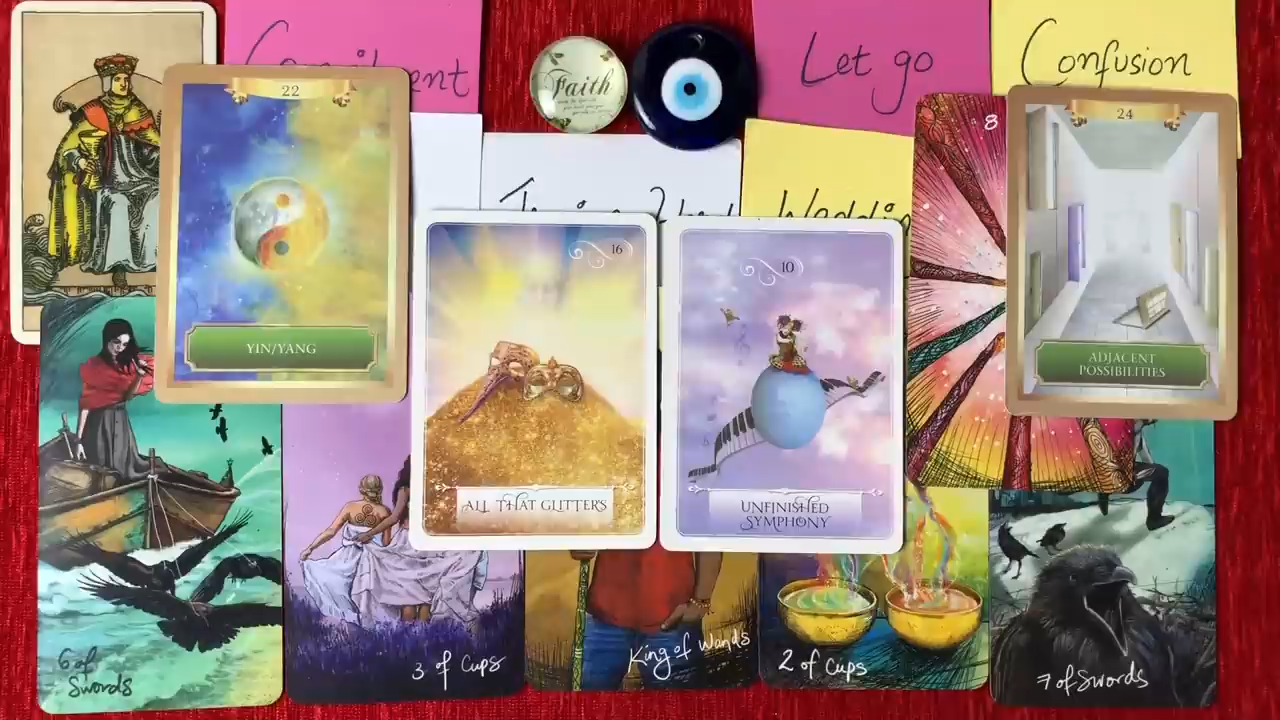 Let go
Confusion
Faith
22
24
8
YIN/YANG
16
10
ADJACENT
POSSIBILITIES
ALL THAT GLITTERS
UNFINISHED
SYMPHONY
6 of
Swords
3 of Cups
King of Wands
2 of Cups
7 of Swords